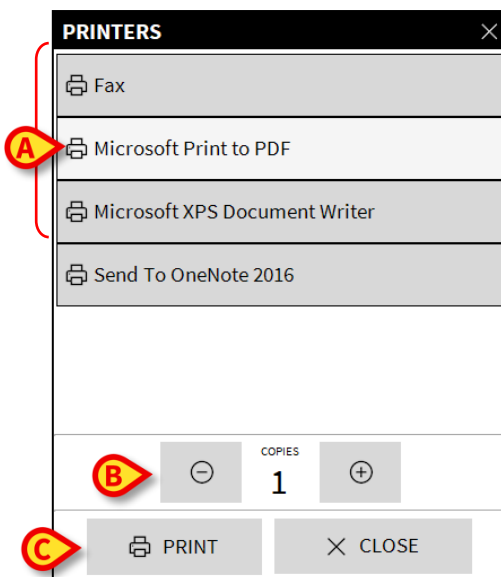 PRINTERS
Fax
A
Microsoft Print to PDF
Microsoft XPS Document Writer
Send To OneNote 2016
COPIES
B
1
C
PRINT
CLOSE